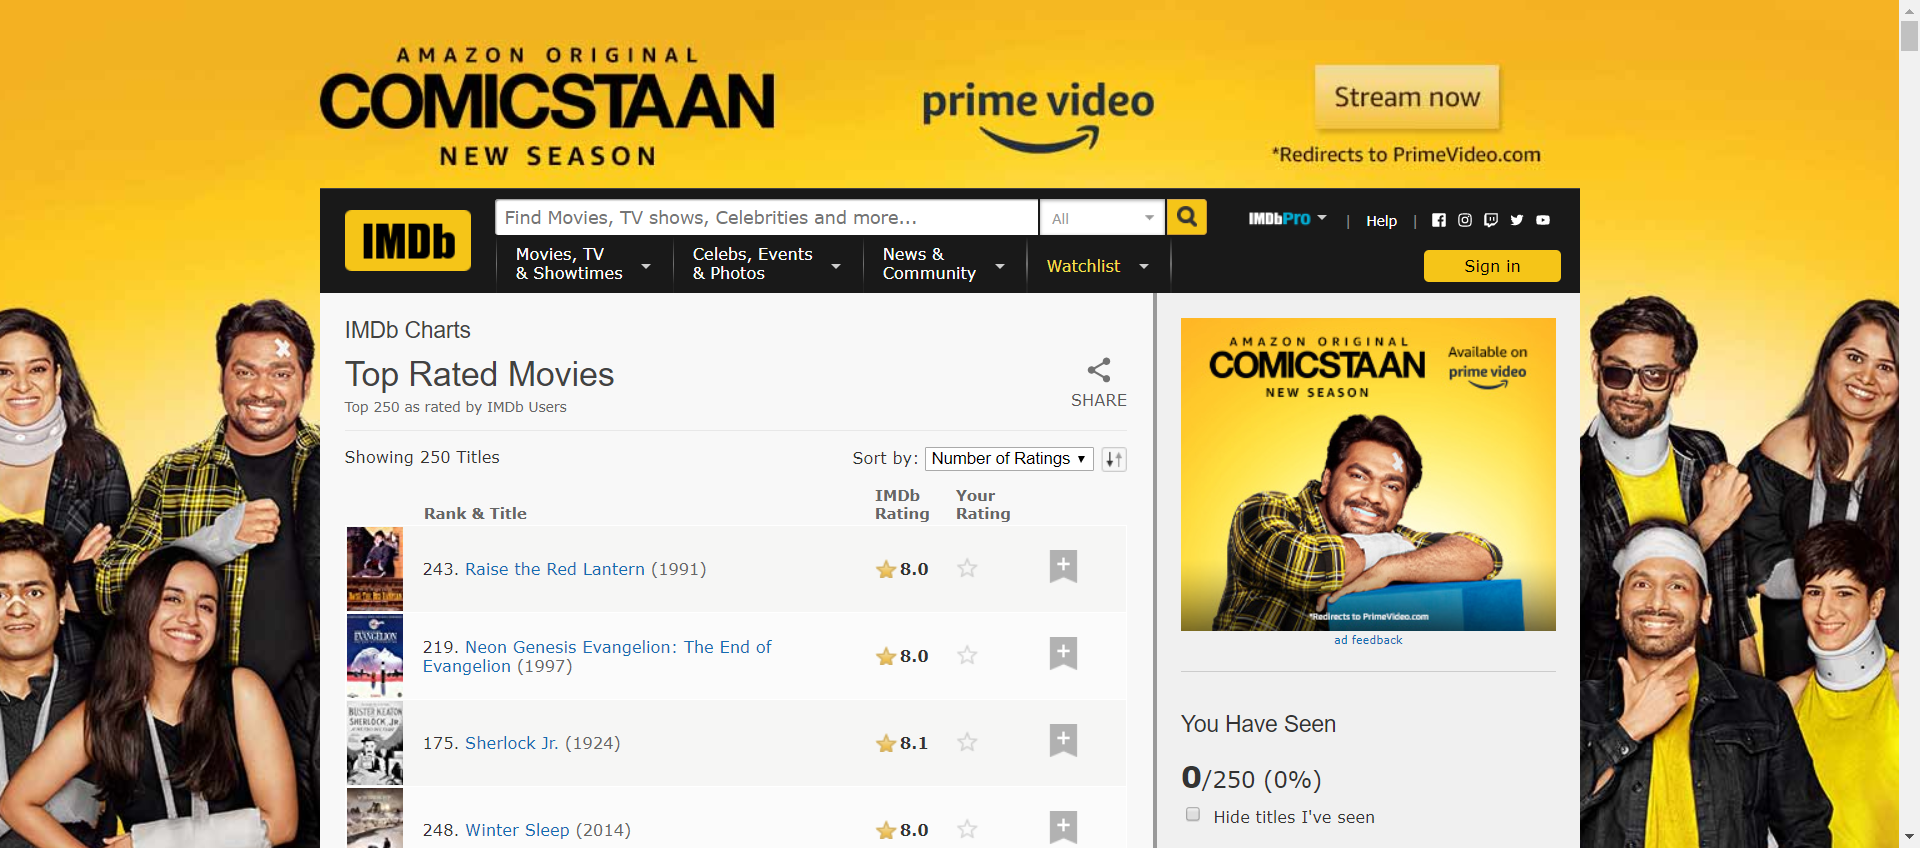 AMAZON ORIGINAL
COMICSTAAN
NEW SEASON
prime video
Stream now
*Redirects to PrimeVideo.com
IMDb
Find Movies, TV shows, Celebrities and more...
All
IMDbPro
|
Help
|
Movies, TV
& Showtimes
Celebs, Events
& Photos
News &
Community
Watchlist
Sign in
IMDb Charts
Top Rated Movies
Top 250 as rated by IMDb Users
SHARE
Showing 250 Titles
Sort by: Number of Ratings
Rank & Title
IMDb
Rating
Your
Rating
243. Raise the Red Lantern (1991)
8.0
EVANGELION
219. Neon Genesis Evangelion: The End of
Evangelion (1997)
8.0
BUSTER KEATON
SHERLOCK JR.
175. Sherlock Jr. (1924)
8.1
248. Winter Sleep (2014)
8.0
AMAZON ORIGINAL
COMICSTAAN
NEW SEASON
Available on
prime video
*Redirects to PrimeVideo.com
ad feedback
You Have Seen
0/250 (0%)
Hide titles I've seen